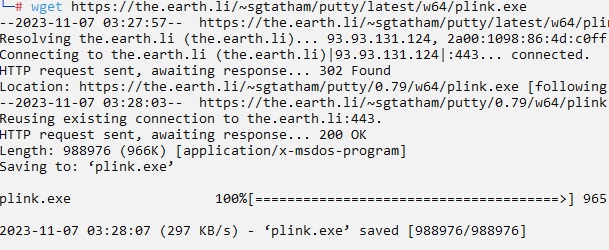 └─# wget https://the.earth.li/~sgtatham/putty/latest/w64/plink.exe
--2023-11-07 03:27:57--  https://the.earth.li/~sgtatham/putty/latest/w64/plin
Resolving the.earth.li (the.earth.li)... 93.93.131.124, 2a00:1098:86:4d:c0ff
Connecting to the.earth.li (the.earth.li)|93.93.131.124|:443... connected.
HTTP request sent, awaiting response... 302 Found
Location: https://the.earth.li/~sgtatham/putty/0.79/w64/plink.exe [following
--2023-11-07 03:28:03--  https://the.earth.li/~sgtatham/putty/0.79/w64/plink
Reusing existing connection to the.earth.li:443.
HTTP request sent, awaiting response... 200 OK
Length: 988976 (966K) [application/x-msdos-program]
Saving to: ‘plink.exe’
plink.exe                  100%[======================================>] 965
2023-11-07 03:28:07 (297 KB/s) - ‘plink.exe’ saved [988976/988976]